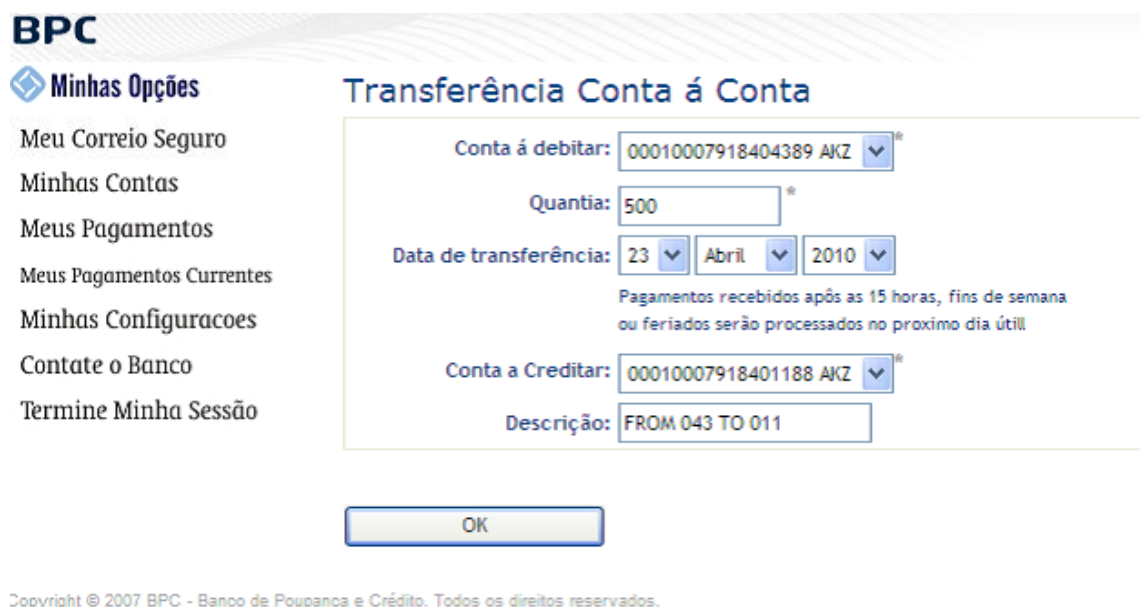 BPC
Minhas Opções
Meu Correio Seguro
Minhas Contas
Meus Pagamentos
Meus Pagamentos Currentes
Minhas Configuracoes
Contate o Banco
Termine Minha Sessão
Transferência Conta á Conta
Conta á debitar: 00010007918404389 AKZ *
Quantia: 500 *
Data de transferência: 23 Abril 2010
Pagamentos recebidos apôs as 15 horas, fins de semana
ou feriados serão processados no proximo dia útill
Conta a Creditar: 00010007918401188 AKZ *
Descrição: FROM 043 TO 011
OK
Copyright © 2007 BPC - Banco de Poupança e Crédito. Todos os direitos reservados.